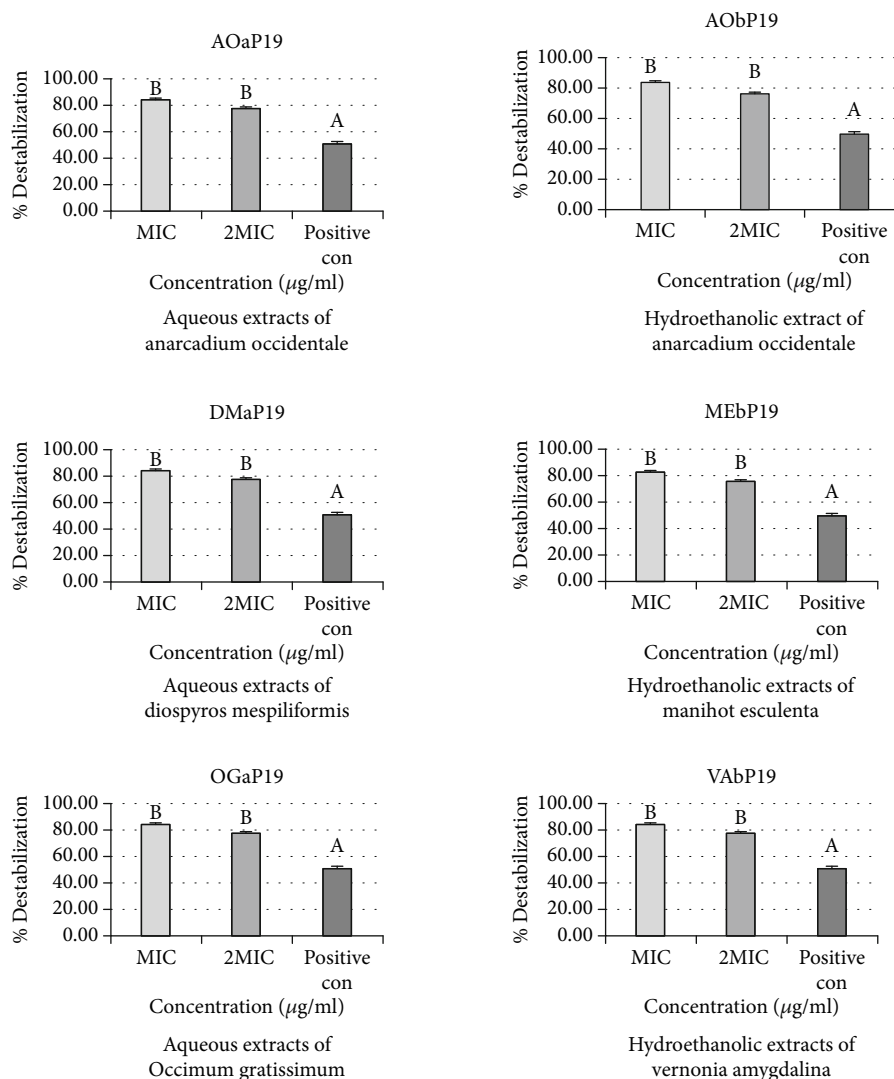 AOaP19
% Destabilization
100.00
80.00
60.00
40.00
20.00
0.00
B
B
A
MIC
2MIC
Positive
con
Concentration (μg/ml)
Aqueous extracts of
anarcadium occidentale
AObP19
% Destabilization
100.00
80.00
60.00
40.00
20.00
0.00
B
B
A
MIC
2MIC
Positive
con
Concentration (μg/ml)
Hydroethanolic extract of
anarcadium occidentale
DMaP19
% Destabilization
100.00
80.00
60.00
40.00
20.00
0.00
B
B
A
MIC
2MIC
Positive
con
Concentration (μg/ml)
Aqueous extracts of
diospyros mespiliformis
MEbP19
% Destabilization
100.00
80.00
60.00
40.00
20.00
0.00
B
B
A
MIC
2MIC
Positive
con
Concentration (μg/ml)
Hydroethanolic extracts of
manihot esculenta
OGaP19
% Destabilization
100.00
80.00
60.00
40.00
20.00
0.00
B
B
A
MIC
2MIC
Positive
con
Concentration (μg/ml)
Aqueous extracts of
Occimum gratissimum
VAbP19
% Destabilization
100.00
80.00
60.00
40.00
20.00
0.00
B
B
A
MIC
2MIC
Positive
con
Concentration (μg/ml)
Hydroethanolic extracts of
vernonia amygdalina